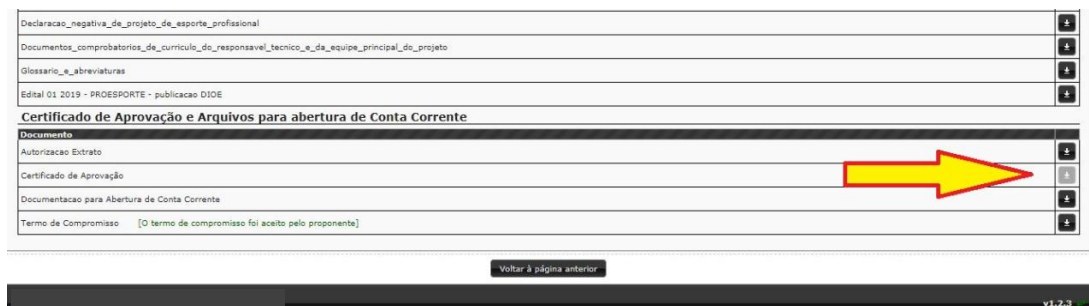 Declaracao_negativa_de_projeto_de_esporte_profissional
Documentos_comprobatorios_de_curriculo_do_responsavel_tecnico_e_da_equipe_principal_do_projeto
Glossario_e_abreviaturas
Edital 01 2019 - PROESPORTE - publicacao DIOE
Certificado de Aprovação e Arquivos para abertura de Conta Corrente
Documento
Autorizacao Extrato
Certificado de Aprovação
Documentacao para Abertura de Conta Corrente
Termo de Compromisso [O termo de compromisso foi aceito pelo proponente]
Voltar à página anterior
v1.2.3